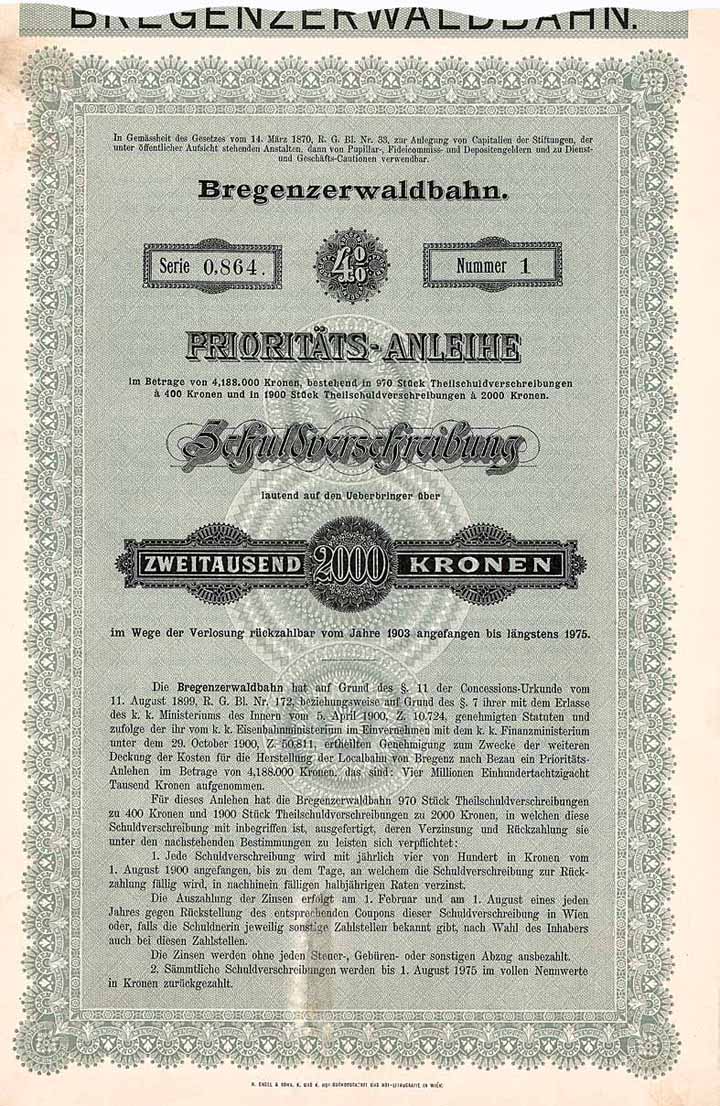 BREGENZERWALDBAHN.
In Gemässheit des Gesetzes vom 14. März 1870, R. G. Bl. Nr. 33, zur Anlegung von Capitalien der Stiftungen, der
unter öffentlicher Aufsicht stehenden Anstalten, dann von Pupillar-, Fideicommiss- und Depositengeldern und zu Dienst-
und Geschäfts-Cautionen verwendbar.
Bregenzerwaldbahn.
Serie 0.864. 4% Nummer 1
PRIORITÄTS-ANLEIHE
im Betrage von 4,188.000 Kronen, bestehend in 970 Stück Theilschuldverschreibungen
à 400 Kronen und in 1900 Stück Theilschuldverschreibungen à 2000 Kronen.
Schuldverschreibung
lautend auf den Ueberbringer über
ZWEITAUSEND 2000 KRONEN
im Wege der Verlosung rückzahlbar vom Jahre 1903 angefangen bis längstens 1975.
Die Bregenzerwaldbahn hat auf Grund des §. 11 der Concessions-Urkunde vom
11. August 1899, R. G. Bl. Nr. 172, beziehungsweise auf Grund des §. 7 ihrer mit dem Erlasse
des k. k. Ministeriums des Innern vom 5. April 1900, Z. 10.724, genehmigten Statuten und
zufolge der ihr vom k. k. Eisenbahnministerium im Einvernehmen mit dem k. k. Finanzministerium
unter dem 29. October 1900, Z. 50.811, ertheilten Genehmigung zum Zwecke der weiteren
Deckung der Kosten für die Herstellung der Localbahn von Bregenz nach Bezau ein Prioritäts-
Anlehen im Betrage von 4,188.000 Kronen, das sind: Vier Millionen Einhundertachtzigacht
Tausend Kronen aufgenommen.
Für dieses Anlehen hat die Bregenzerwaldbahn 970 Stück Theilschuldverschreibungen
zu 400 Kronen und 1900 Stück Theilschuldverschreibungen zu 2000 Kronen, in welchen diese
Schuldverschreibung mit inbegriffen ist, ausgefertigt, deren Verzinsung und Rückzahlung sie
unter den nachstehenden Bestimmungen zu leisten sich verpflichtet:
1. Jede Schuldverschreibung wird mit jährlich vier von Hundert in Kronen vom
1. August 1900 angefangen, bis zu dem Tage, an welchem die Schuldverschreibung zur Rück-
zahlung fällig wird, in nachhinein fälligen halbjährigen Raten verzinst.
Die Auszahlung der Zinsen erfolgt am 1. Februar und am 1. August eines jeden
Jahres gegen Rückstellung des entsprechenden Coupons dieser Schuldverschreibung in Wien
oder, falls die Schuldnerin jeweilig sonstige Zahlstellen bekannt gibt, nach Wahl des Inhabers
auch bei diesen Zahlstellen.
Die Zinsen werden ohne jeden Steuer-, Gebüren- oder sonstigen Abzug ausbezahlt.
2. Sämmtliche Schuldverschreibungen werden bis 1. August 1975 im vollen Nennwerte
in Kronen zurückgezahlt.
R. ENGEL & SOHN, K. UND K. HOF-BUCHDRUCKEREI UND HOF-LITHOGRAFIE IN WIEN.